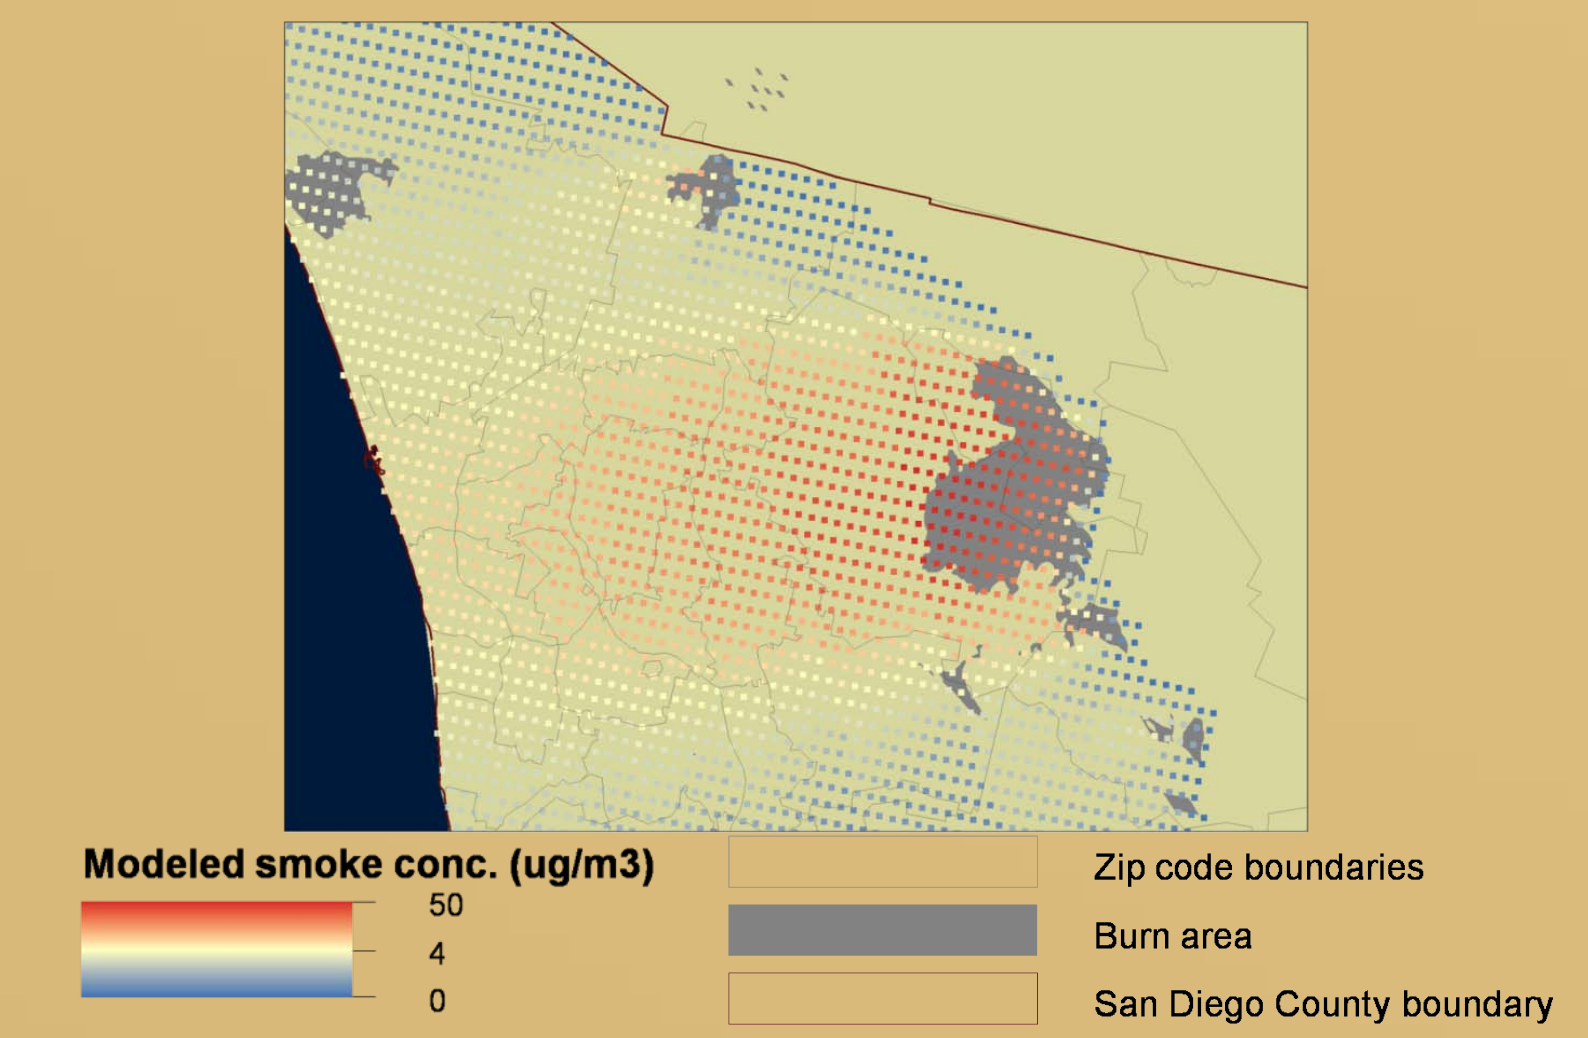 Modeled smoke conc. (ug/m3)
50
4
0
Zip code boundaries
Burn area
San Diego County boundary